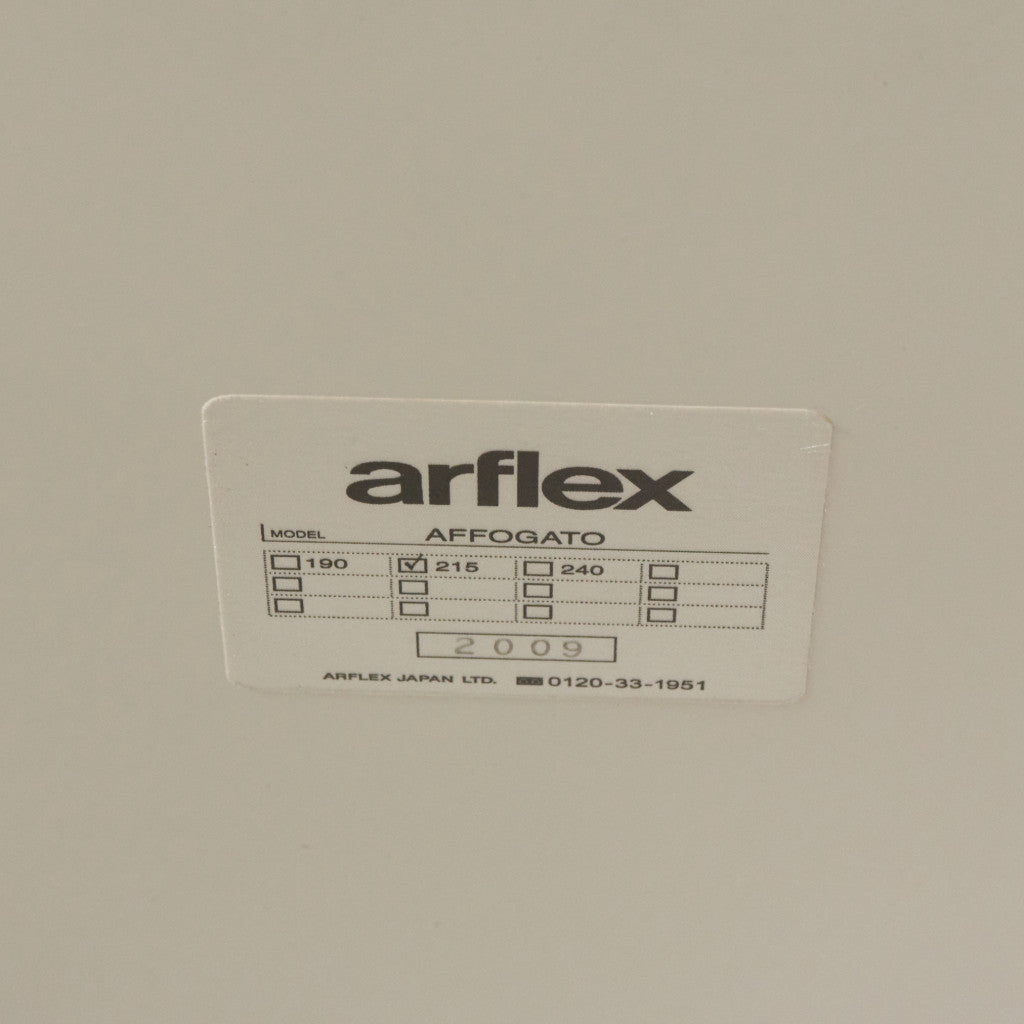 arflex
MODEL AFFOGATO
190 215 240
2009
ARFLEX JAPAN LTD. 0120-33-1951